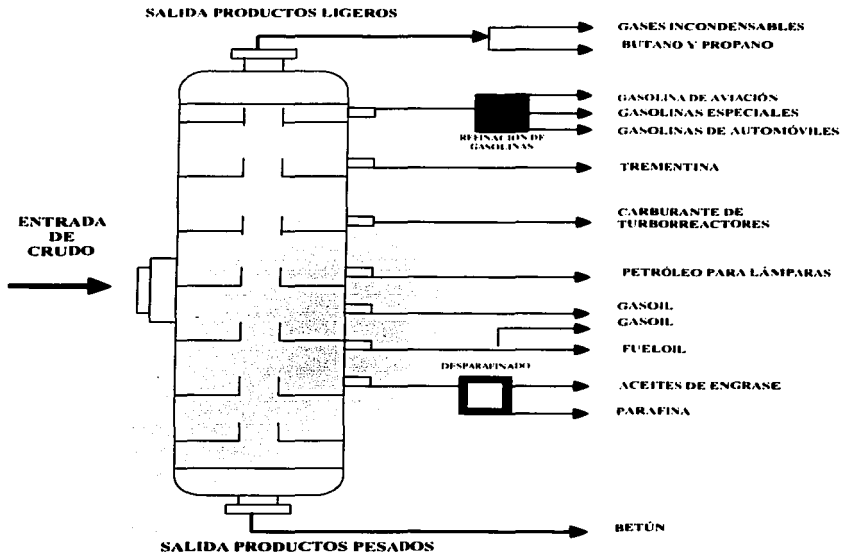 SALIDA PRODUCTOS LIGEROS
GASES INCONDENSABLES
BUTANO Y PROPANO
GASOLINA DE AVIACIÓN
GASOLINAS ESPECIALES
GASOLINAS DE AUTOMÓVILES
REFINACIÓN DE
GASOLINAS
TREMENTINA
CARBURANTE DE
TURBORREACTORES
ENTRADA
DE
CRUDO
PETRÓLEO PARA LÁMPARAS
GASOIL
GASOIL
FUELOIL
DESPARAFINADO
ACEITES DE ENGRASE
PARAFINA
BETÚN
SALIDA PRODUCTOS PESADOS